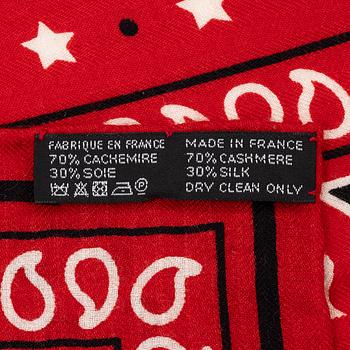 FABRIQUE EN FRANCE
70% CACHEMIRE
30% SOIE
MADE IN FRANCE
70% CASHMERE
30% SILK
DRY CLEAN ONLY